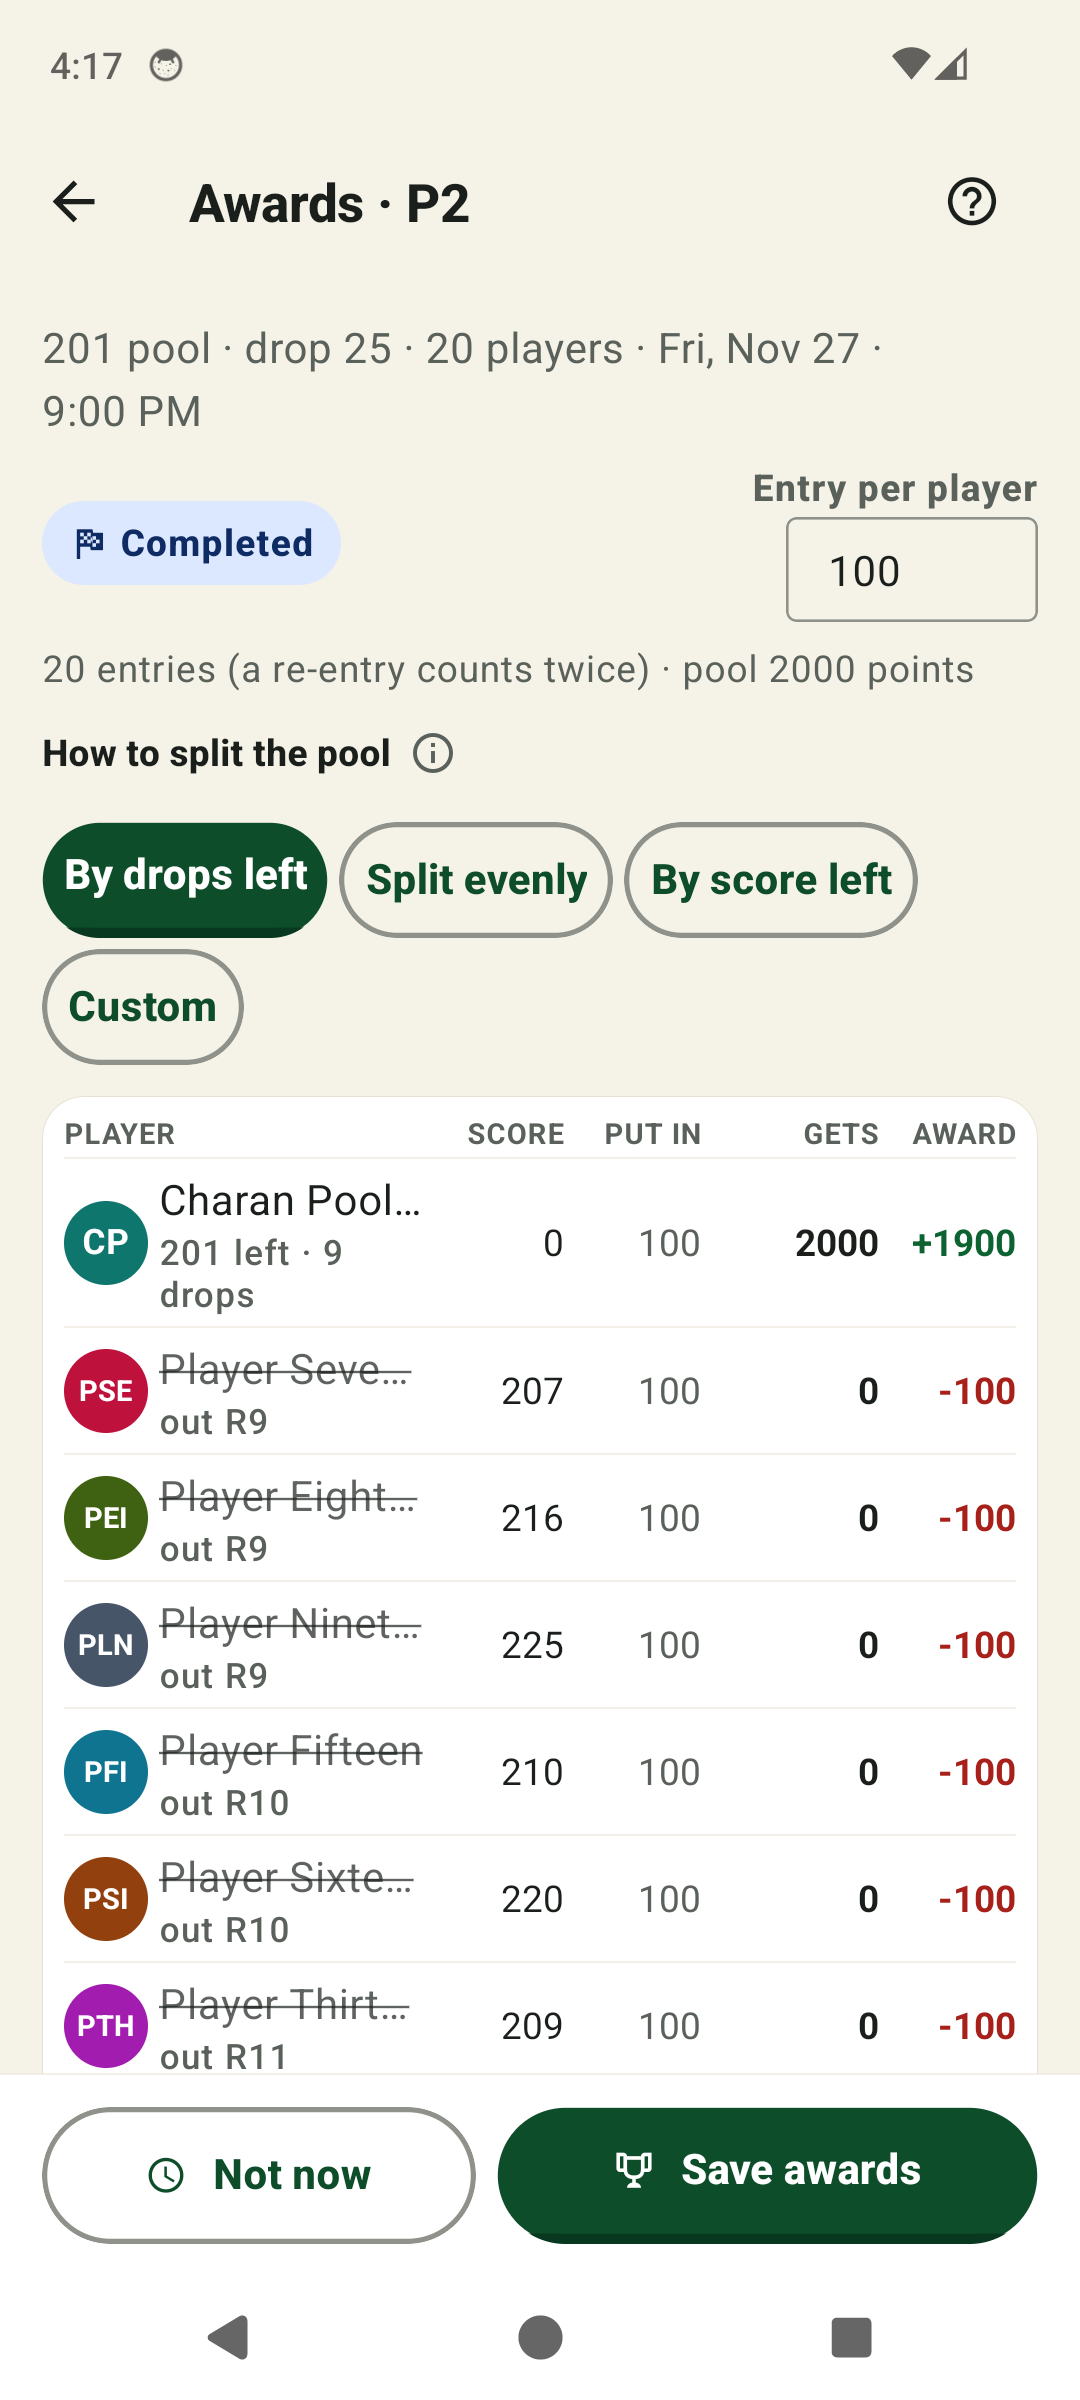 4:17
Awards · P2
201 pool · drop 25 · 20 players · Fri, Nov 27 ·
9:00 PM
Entry per player
Completed
100
20 entries (a re-entry counts twice) · pool 2000 points
How to split the pool
By drops left
Split evenly
By score left
Custom
PLAYER SCORE PUT IN GETS AWARD
CP Charan Pool... 0 100 2000 +1900
201 left · 9
drops
PSE Player Seve... 207 100 0 -100
out R9
PEI Player Eight... 216 100 0 -100
out R9
PLN Player Ninet... 225 100 0 -100
out R9
PFI Player Fifteen 210 100 0 -100
out R10
PSI Player Sixte... 220 100 0 -100
out R10
PTH Player Thirt... 209 100 0 -100
out R11
Not now
Save awards